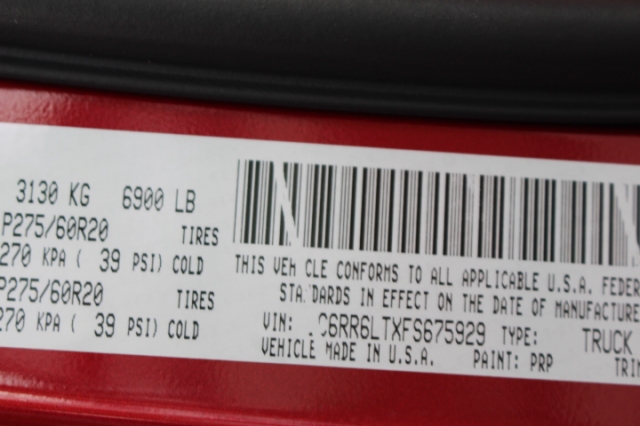 3130 KG 6900 LB
P275/60R20 TIRES
270 KPA ( 39 PSI) COLD
P275/60R20 TIRES
270 KPA ( 39 PSI) COLD
THIS VEH CLE CONFORMS TO ALL APPLICABLE U.S.A. FEDER
STA DARDS IN EFFECT ON THE DATE OF MANUFACTURE
VIN: C6RR6LTXFS675929 TYPE: TRUCK
VEHICLE MADE IN U.S.A. PAINT: PRP TRIM